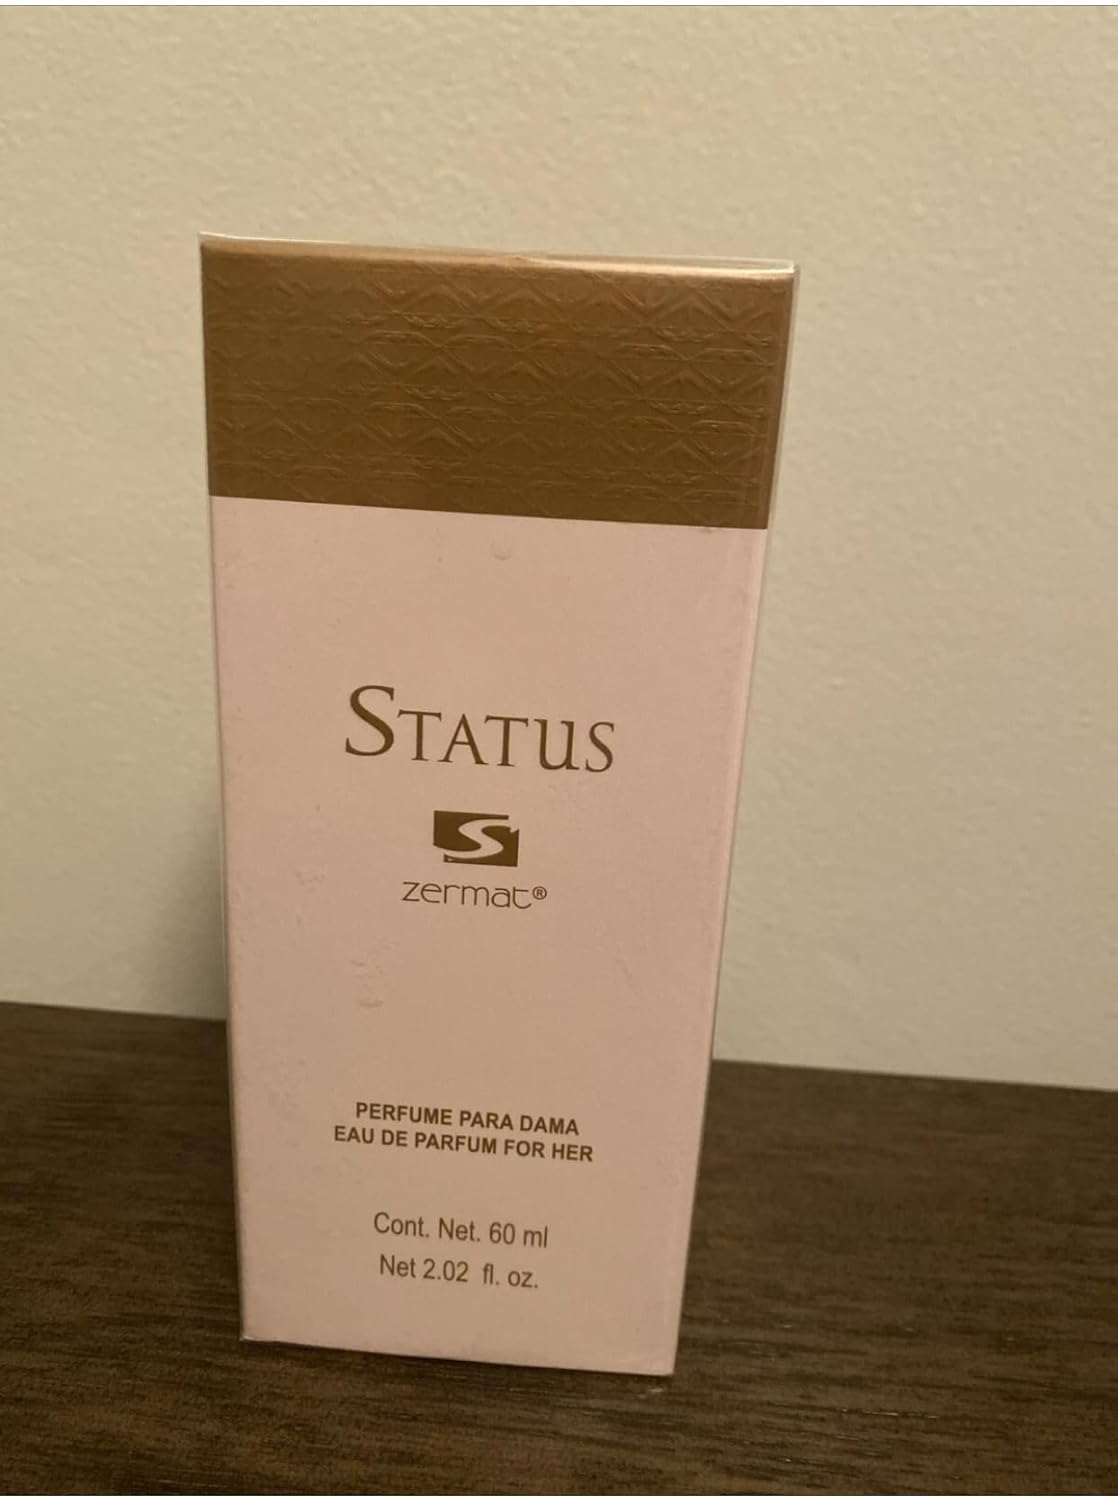 STATUS
zermat®
PERFUME PARA DAMA
EAU DE PARFUM FOR HER
Cont. Net. 60 ml
Net 2.02 fl. oz.